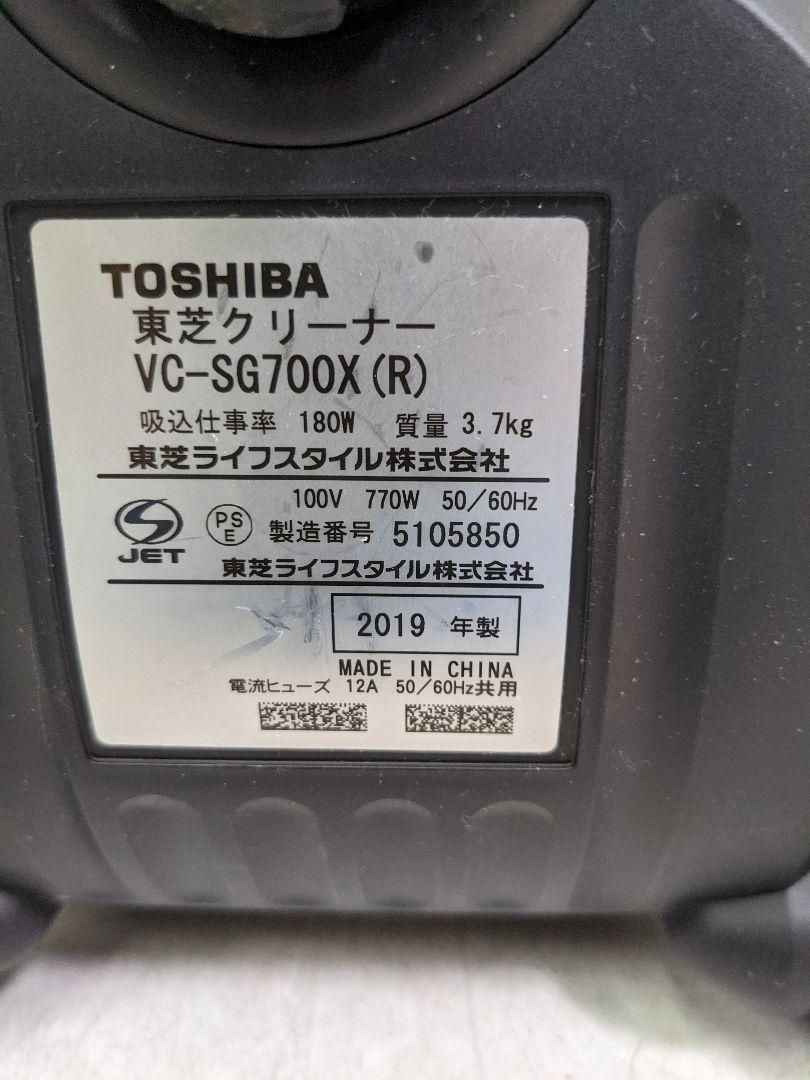 TOSHIBA
東芝クリーナー
VC-SG700X(R)
吸込仕事率 180W 質量 3.7kg
東芝ライフスタイル株式会社
100V 770W 50/60Hz
S JET PS E 製造番号 5105850
東芝ライフスタイル株式会社
2019 年製
MADE IN CHINA
電流ヒューズ 12A 50/60Hz共用